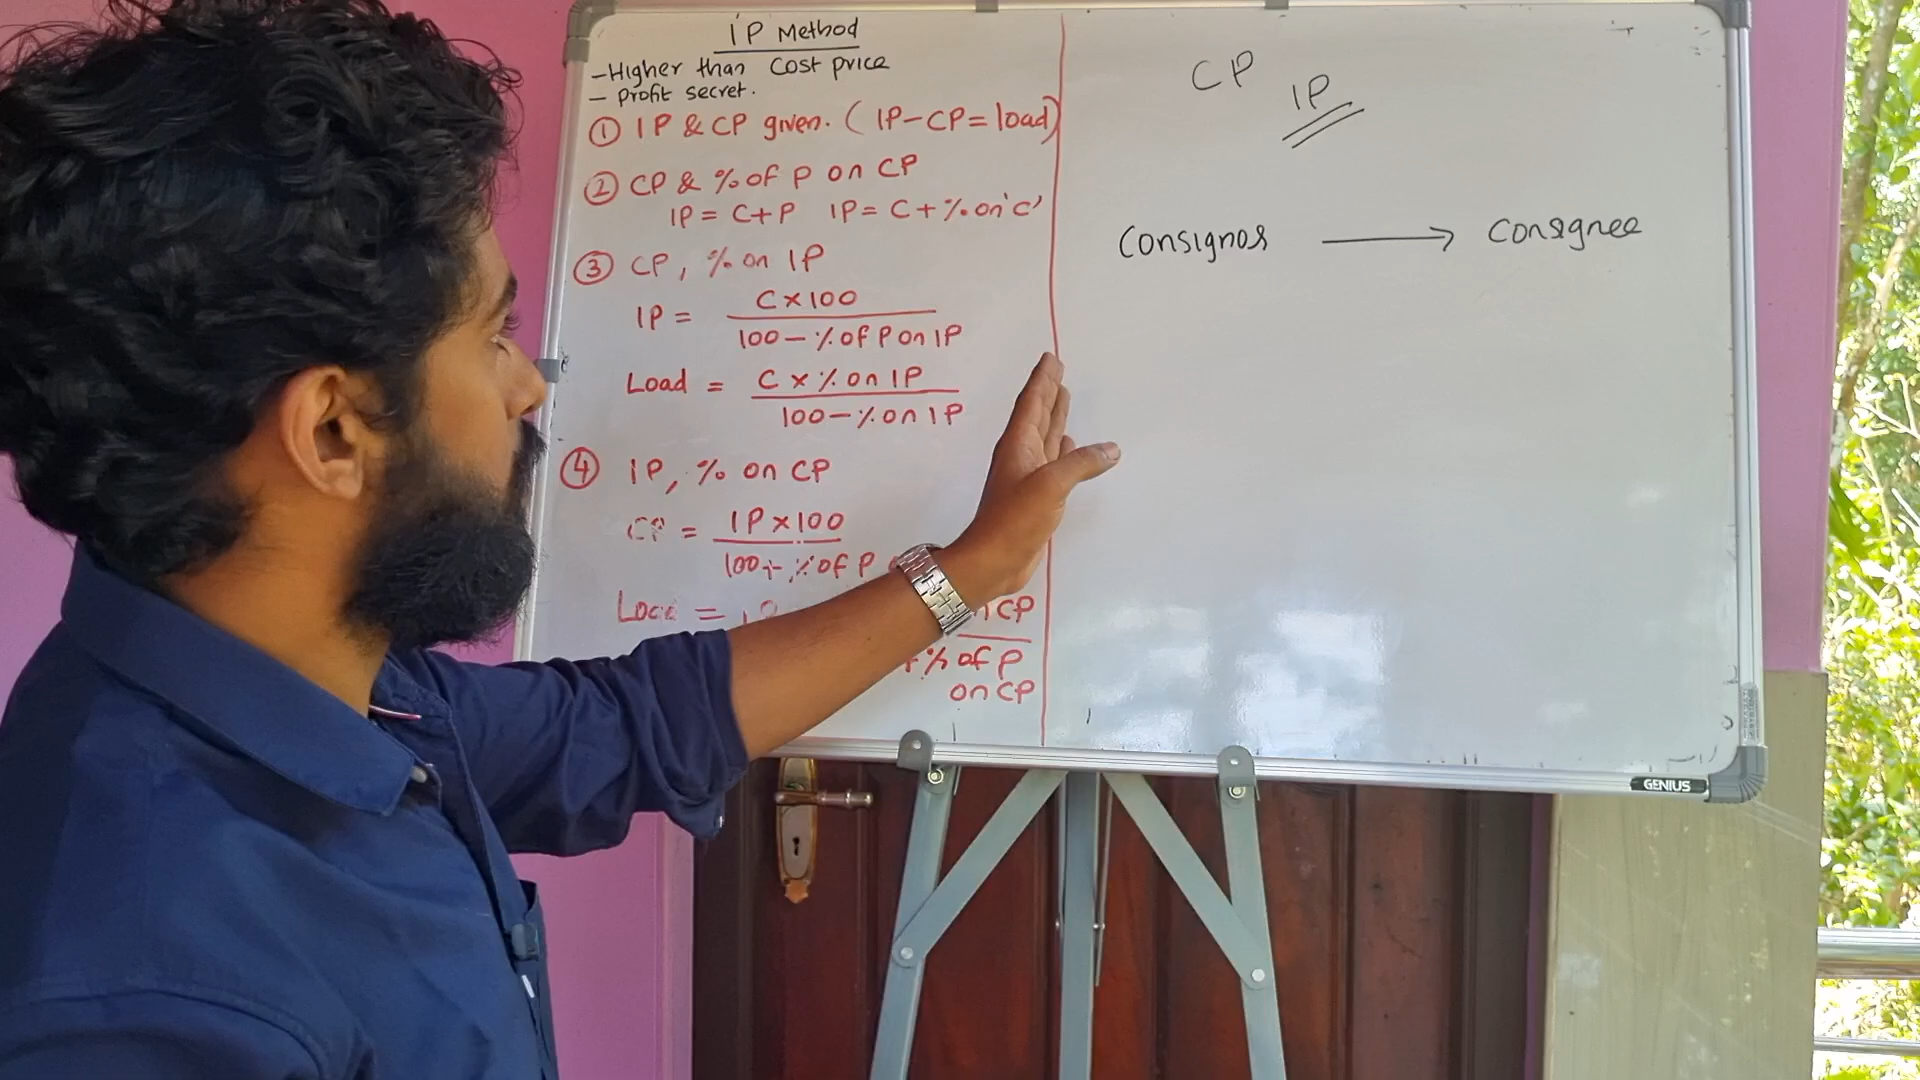 IP Method
- Higher than cost price
- profit secret.
① IP & CP given. (IP-CP=load)
② CP & % of P on CP
IP = C+P IP = C + % on 'c'
③ CP, % on IP
IP = C x 100
100 - % of P on IP
Load = C x % on IP
100 - % on IP
④ IP, % on CP
CP = IP x 100
100 + % of P
Load =
on CP
+ % of P
on CP
CP
IP
Consignor → Consignee
GENIUS